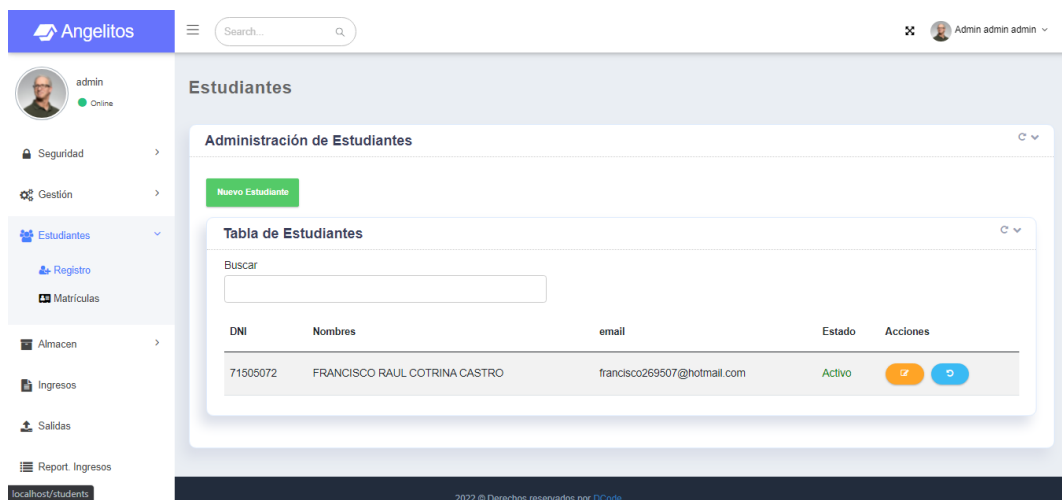 Angelitos
Search...
Admin admin admin
admin
Online
Seguridad
Gestión
Estudiantes
Registro
Matrículas
Almacen
Ingresos
Salidas
Report. Ingresos
localhost/students
Estudiantes
Administración de Estudiantes
Nuevo Estudiante
Tabla de Estudiantes
Buscar
DNI Nombres email Estado Acciones
71505072 FRANCISCO RAUL COTRINA CASTRO francisco269507@hotmail.com Activo
2022 © Derechos reservados por DCode